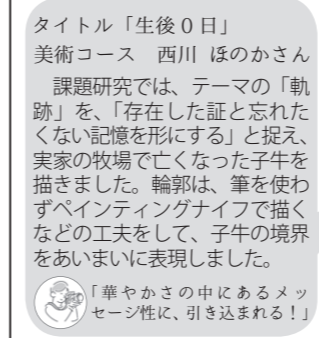 タイトル「生後0日」
美術コース　西川 ほのかさん
　課題研究では、テーマの「軌
跡」を、「存在した証と忘れた
くない記憶を形にする」と捉え、
実家の牧場で亡くなった子牛を
描きました。輪郭は、筆を使わ
ずペインティングナイフで描く
などの工夫をして、子牛の境界
をあいまいに表現しました。
「華やかさの中にあるメッ
セージ性に、引き込まれる！」